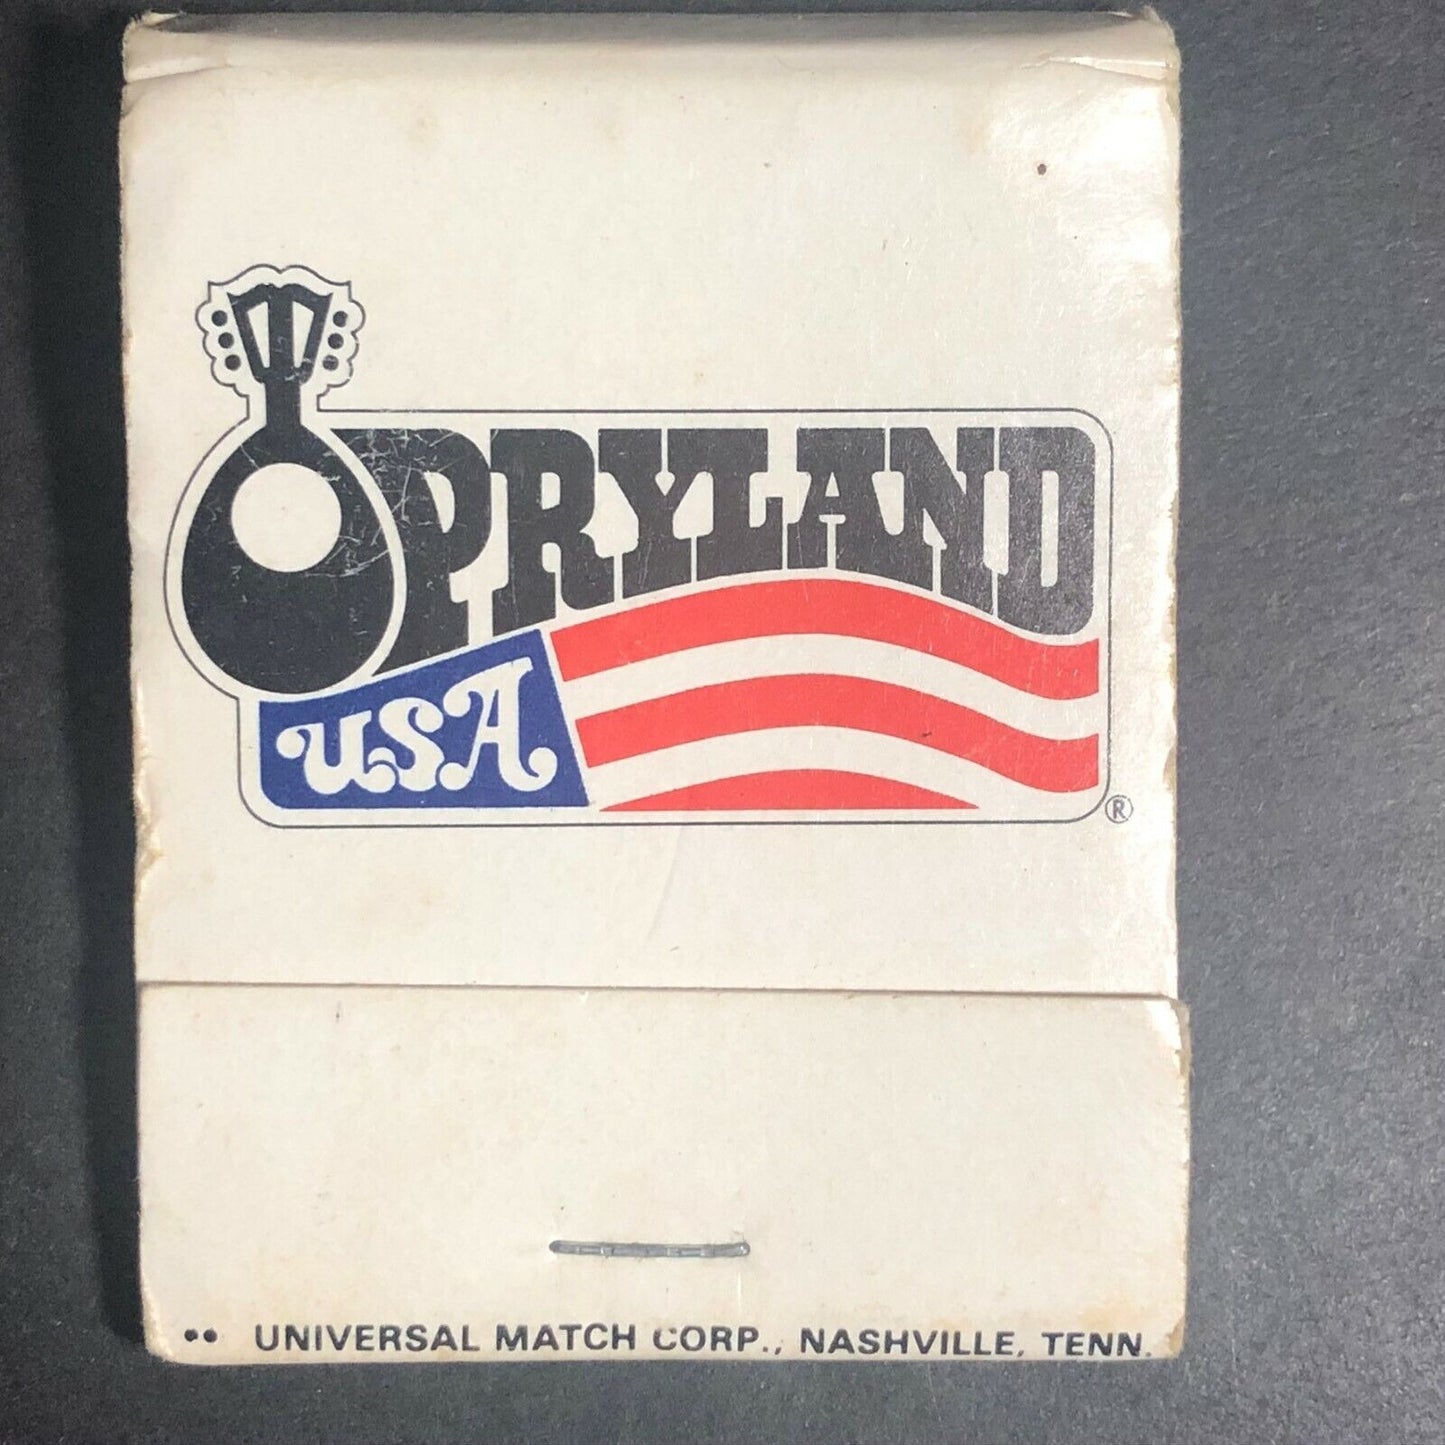 OPRYLAND
USA
®
•• UNIVERSAL MATCH CORP., NASHVILLE, TENN.